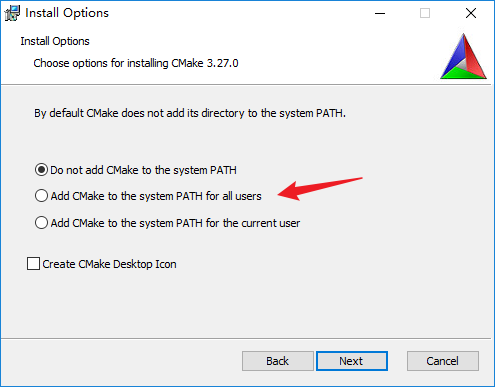 Install Options
Install Options
Choose options for installing CMake 3.27.0
By default CMake does not add its directory to the system PATH.
Do not add CMake to the system PATH
Add CMake to the system PATH for all users
Add CMake to the system PATH for the current user
Create CMake Desktop Icon
Back Next Cancel